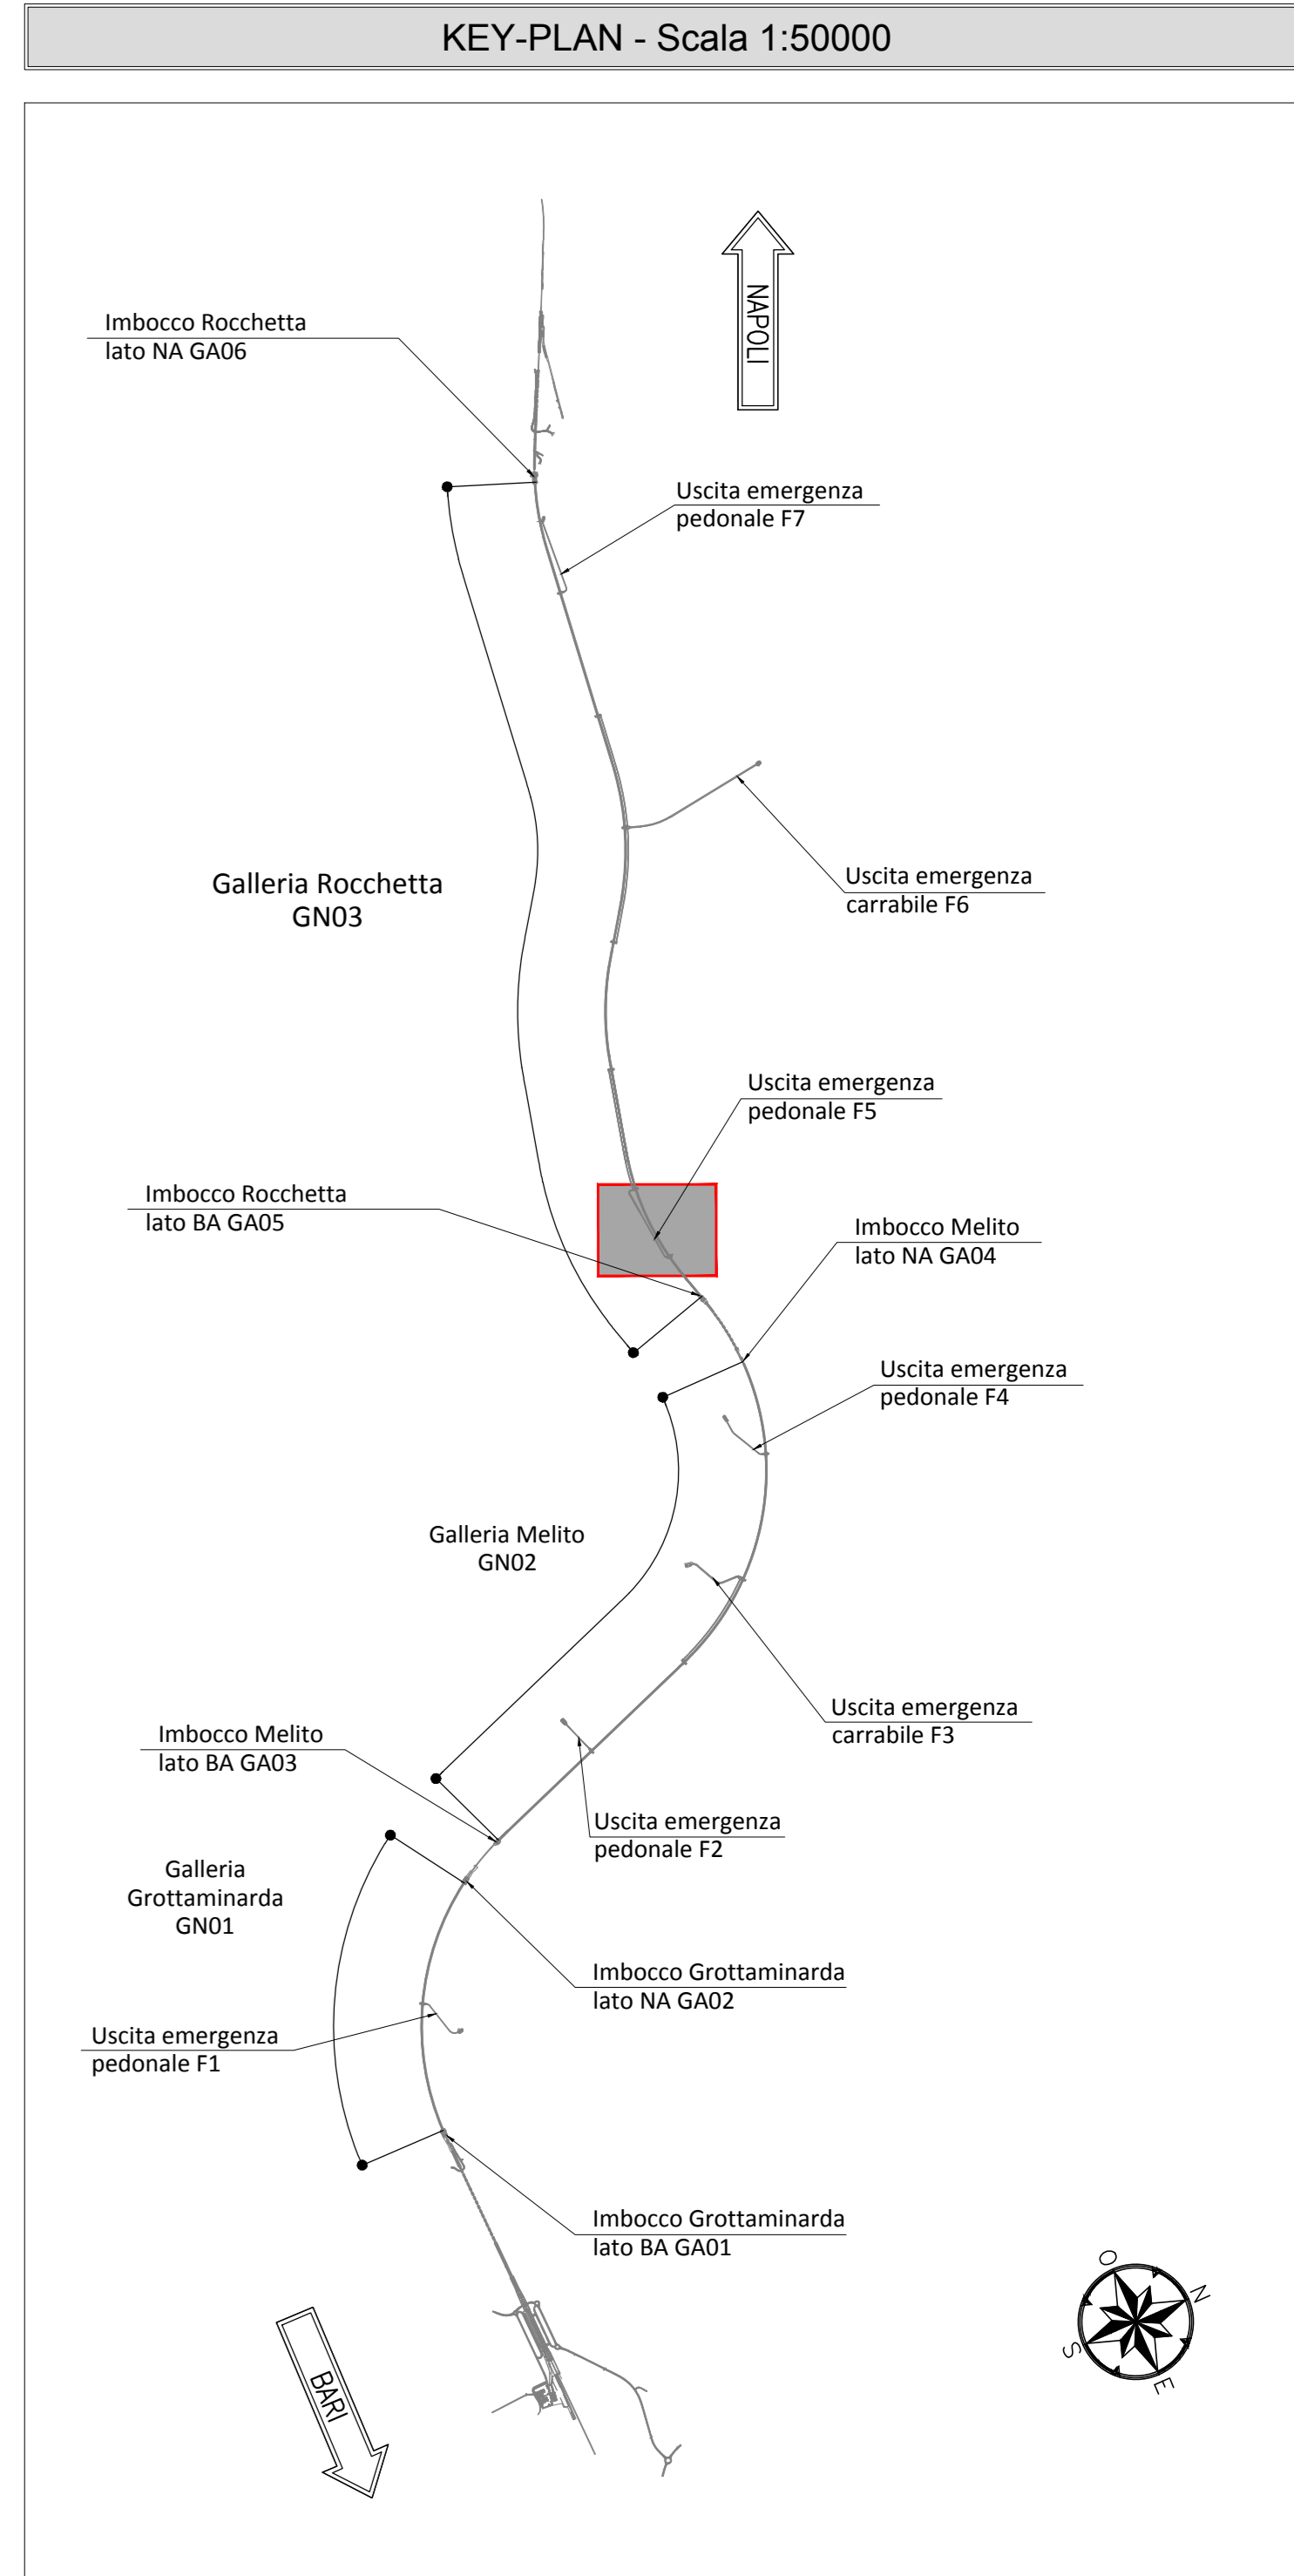 KEY-PLAN - Scala 1:50000
NAPOLI
Imbocco Rocchetta
lato NA GA06
Uscita emergenza
pedonale F7
Uscita emergenza
carrabile F6
Galleria Rocchetta
GN03
Uscita emergenza
pedonale F5
Imbocco Rocchetta
lato BA GA05
Imbocco Melito
lato NA GA04
Uscita emergenza
pedonale F4
Galleria Melito
GN02
Uscita emergenza
carrabile F3
Imbocco Melito
lato BA GA03
Uscita emergenza
pedonale F2
Galleria
Grottaminarda
GN01
Imbocco Grottaminarda
lato NA GA02
Uscita emergenza
pedonale F1
Imbocco Grottaminarda
lato BA GA01
O
N
S
E
BARI